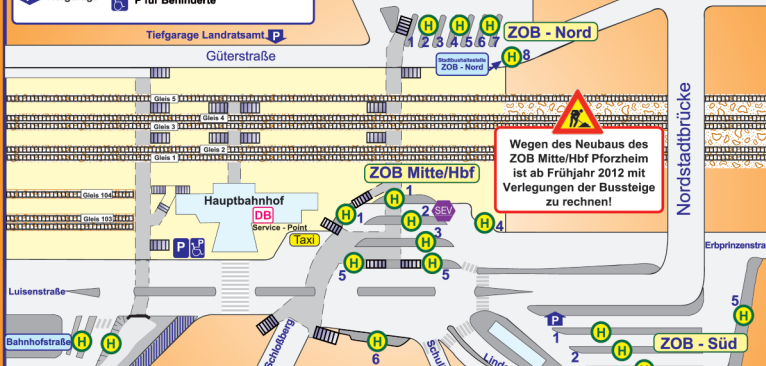 P für Behinderte
Tiefgarage Landratsamt P
Güterstraße
1 2 3 4 5 6 7
H H H
ZOB - Nord
Stadtbushaltestelle
ZOB - Nord
H 8
Gleis 5
Gleis 4
Gleis 3
Gleis 2
Gleis 1
Gleis 104
Gleis 103
Nordstadtbrücke
Wegen des Neubaus des
ZOB Mitte/Hbf Pforzheim
ist ab Frühjahr 2012 mit
Verlegungen der Bussteige
zu rechnen!
ZOB Mitte/Hbf
Hauptbahnhof
DB
Service - Point
Taxi
P P
H 1
H 1
2 H
SEV
H 3
H 4
5 H
H 5
Erbprinzenstra
Luisenstraße
Bahnhofstraße H H
Schloßberg
H
6
Schul
Linde
P
1 H
2 H
H
5
H
ZOB - Süd